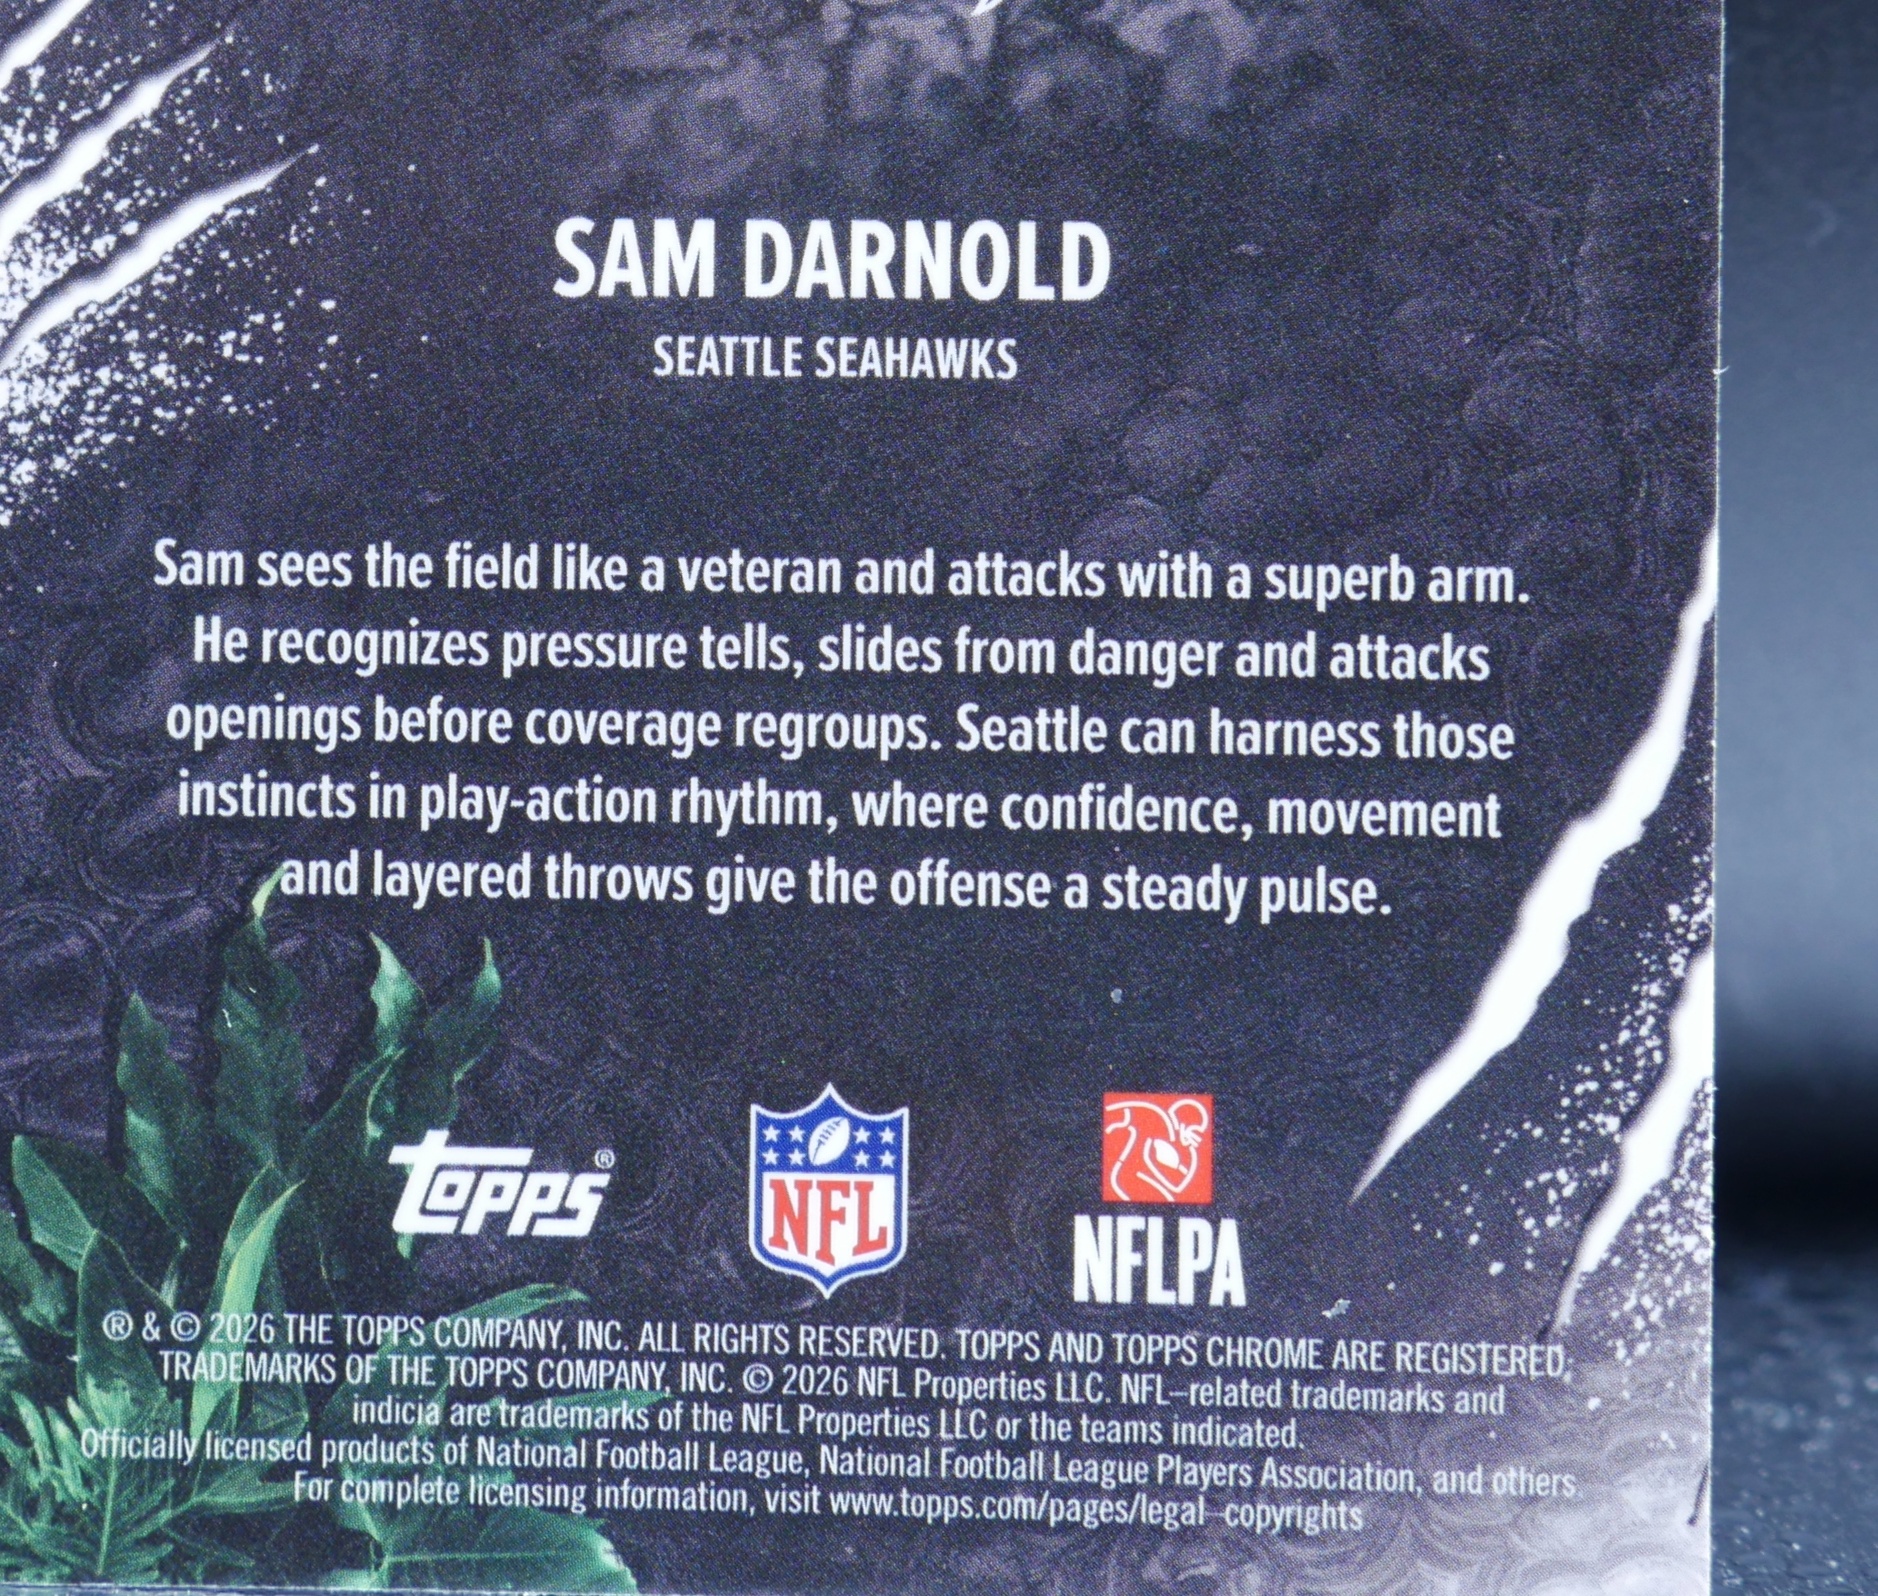 SAM DARNOLD
SEATTLE SEAHAWKS
Sam sees the field like a veteran and attacks with a superb arm.
He recognizes pressure tells, slides from danger and attacks
openings before coverage regroups. Seattle can harness those
instincts in play-action rhythm, where confidence, movement
and layered throws give the offense a steady pulse.
topps®
NFL
NFLPA
® & © 2026 THE TOPPS COMPANY, INC. ALL RIGHTS RESERVED. TOPPS AND TOPPS CHROME ARE REGISTERED
TRADEMARKS OF THE TOPPS COMPANY, INC. © 2026 NFL Properties LLC. NFL-related trademarks and
indicia are trademarks of the NFL Properties LLC or the teams indicated.
Officially licensed products of National Football League, National Football League Players Association, and others.
For complete licensing information, visit www.topps.com/pages/legal-copyrights